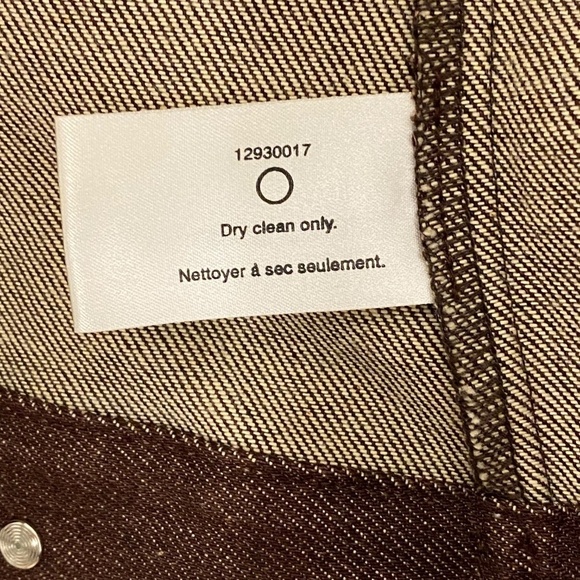 12930017
Dry clean only.
Nettoyer à sec seulement.